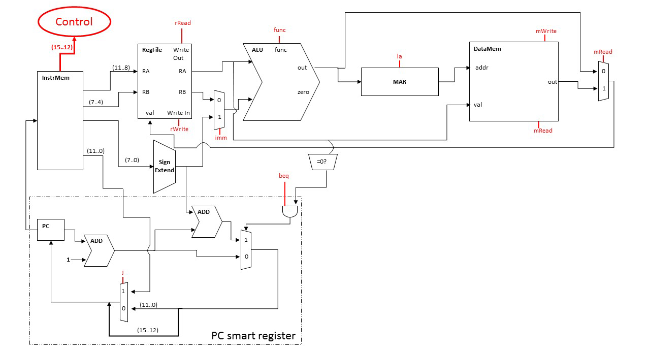 Control
(15..12)
InstrMem
(11..8)
(7..4)
(11..0)
(7..0)
rRead
Regfile Write
Out
RA RA
RB RB
val Write In
rWrite
0
1
imm
Sign
Extend
func
ALU func
out
zero
la
MAR
mWrite
DataMem
addr
out
val
mRead
mRead
0
1
=0?
beq
PC
ADD
1
ADD
1
0
j
1
0
(11..0)
(15..12)
PC smart register